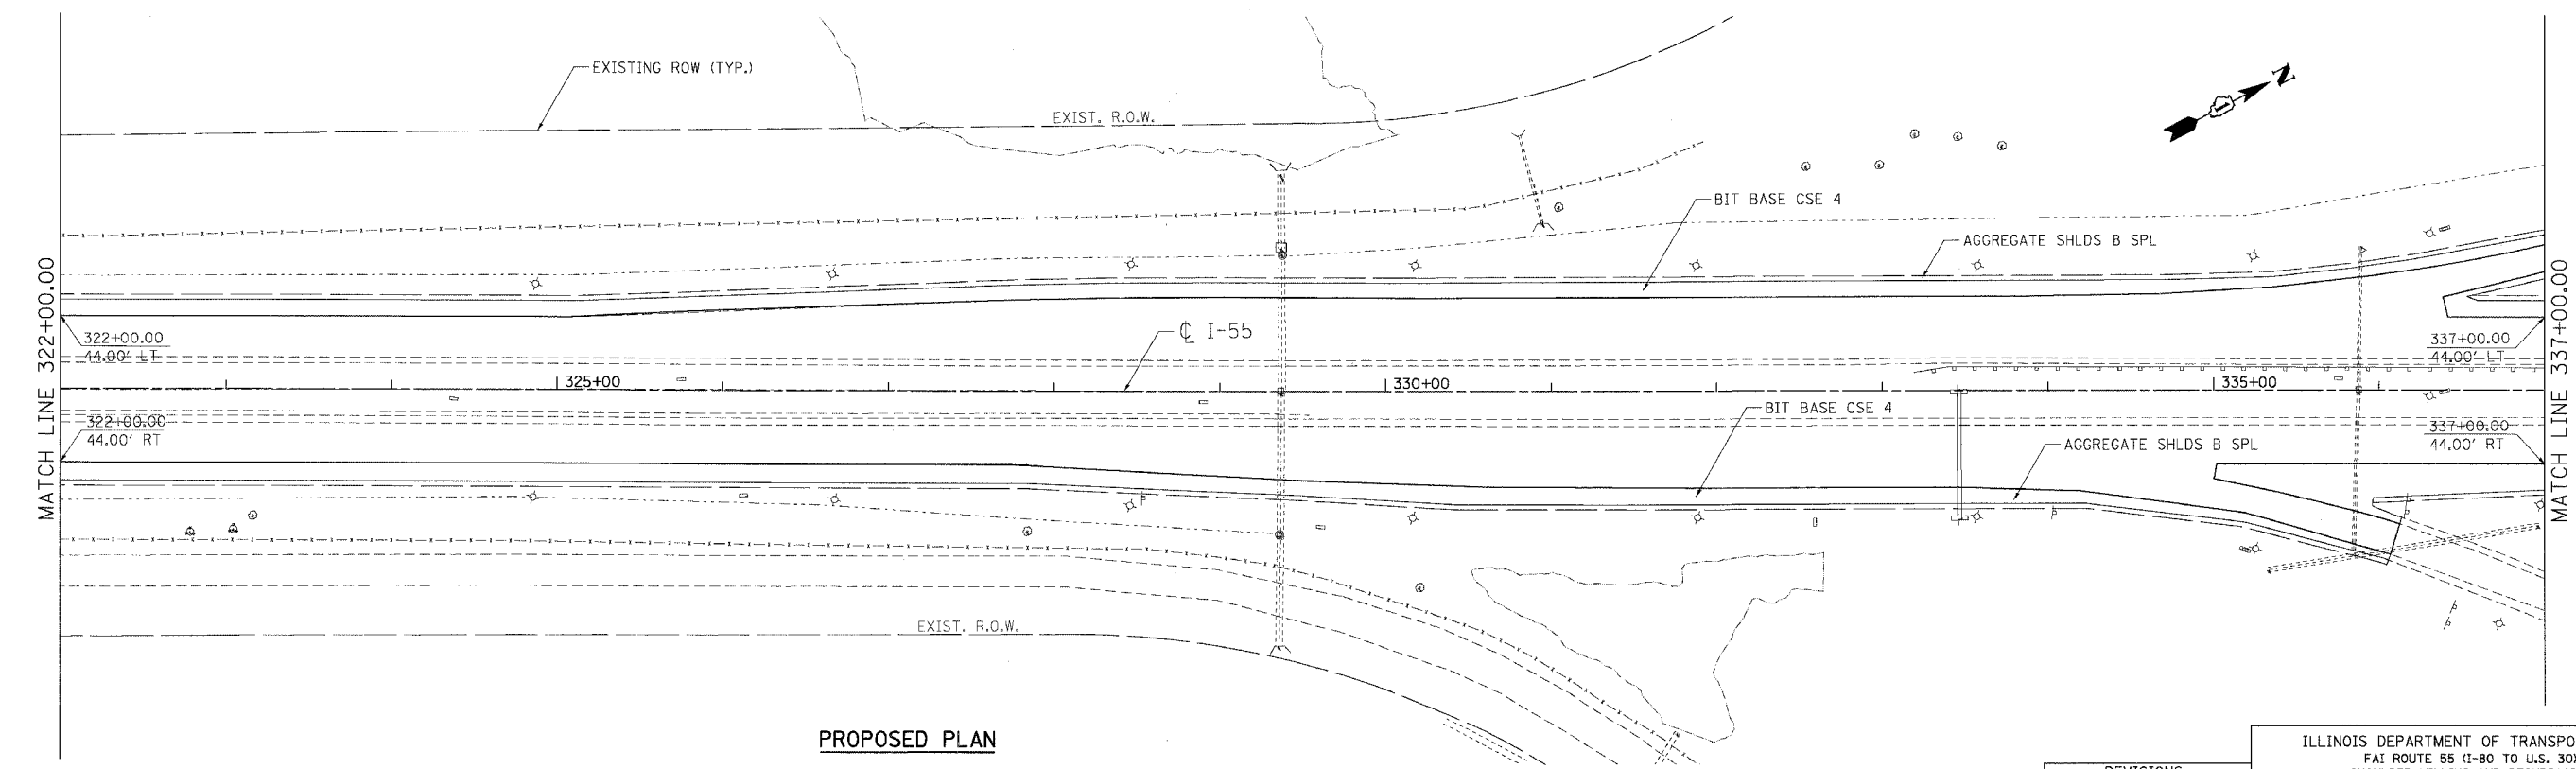 EXISTING ROW (TYP.)
EXIST. R.O.W.
N
BIT BASE CSE 4
AGGREGATE SHLDS B SPL
MATCH LINE 322+00.00
322+00.00
44.00' LT
℄ I-55
337+00.00
44.00' LT
MATCH LINE 337+00.00
325+00
330+00
335+00
322+00.00
44.00' RT
BIT BASE CSE 4
AGGREGATE SHLDS B SPL
337+00.00
44.00' RT
EXIST. R.O.W.
PROPOSED PLAN
ILLINOIS DEPARTMENT OF TRANSPO
FAI ROUTE 55 (I-80 TO U.S. 30)
REVISIONS